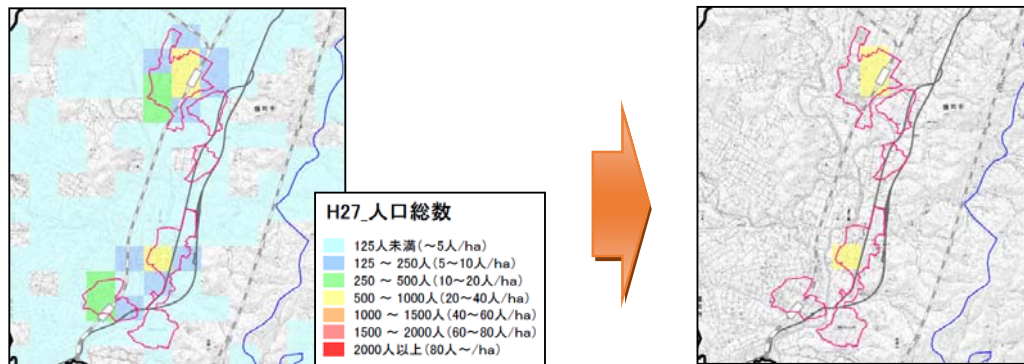 H27_人口総数
125人未満(～5人/ha)
125 ～ 250人(5～10人/ha)
250 ～ 500人(10～20人/ha)
500 ～ 1000人(20～40人/ha)
1000 ～ 1500人(40～60人/ha)
1500 ～ 2000人(60～80人/ha)
2000人以上(80人～/ha)